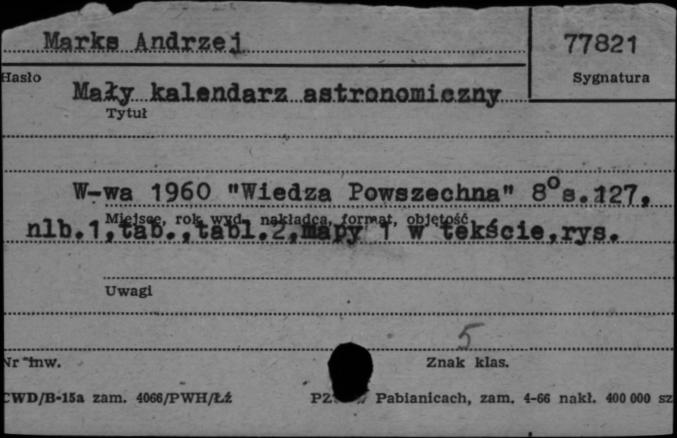 Marks Andrzej
77821
Hasło
Sygnatura
Mały kalendarz astronomiczny
Tytuł
W-wa 1960 "Wiedza Powszechna" 8° s.127,
Miejsce, rok wyd., nakładca, format, objętość
nlb.1,tab.,tabl.2,mapy 1 w tekście,rys.
Uwagi
5
Nr inw.
Znak klas.
CWD/B-15a zam. 4066/PWH/Łź
Pabianicach, zam. 4-66 nakł. 400 000 sz